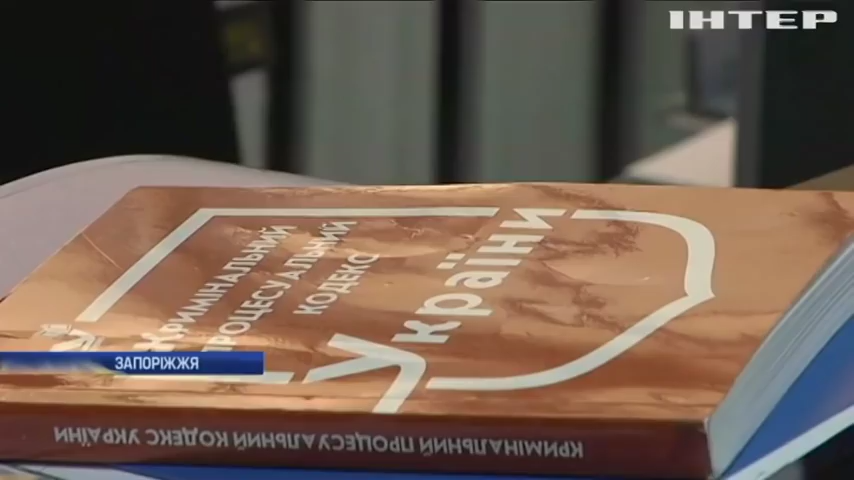 ІНТЕР
КРИМІНАЛЬНИЙ
ПРОЦЕСУАЛЬНИЙ
КОДЕКС
України
ЗАПОРІЖЖЯ
КРИМІНАЛЬНИЙ ПРОЦЕСУАЛЬНИЙ КОДЕКС УКРАЇНИ